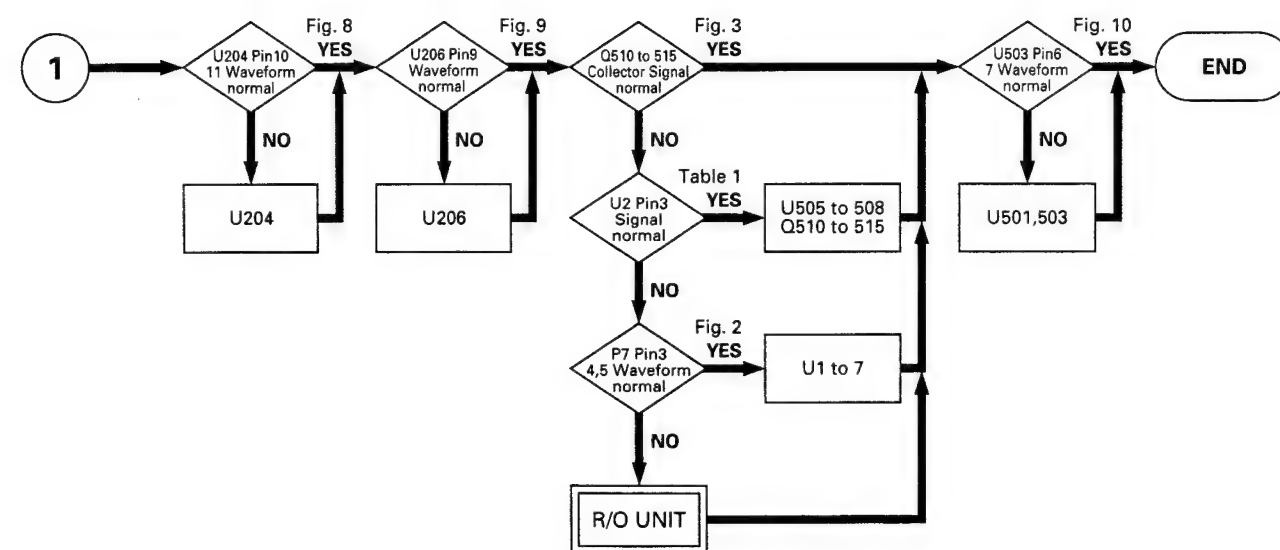 1
U204 Pin10
11 Waveform
normal
Fig. 8
YES
NO
U204
U206 Pin9
Waveform
normal
Fig. 9
YES
NO
U206
Q510 to 515
Collector Signal
normal
Fig. 3
YES
NO
U2 Pin3
Signal
normal
Table 1
YES
U505 to 508
Q510 to 515
NO
P7 Pin3
4,5 Waveform
normal
Fig. 2
YES
U1 to 7
NO
R/O UNIT
U503 Pin6
7 Waveform
normal
Fig. 10
YES
NO
U501,503
END